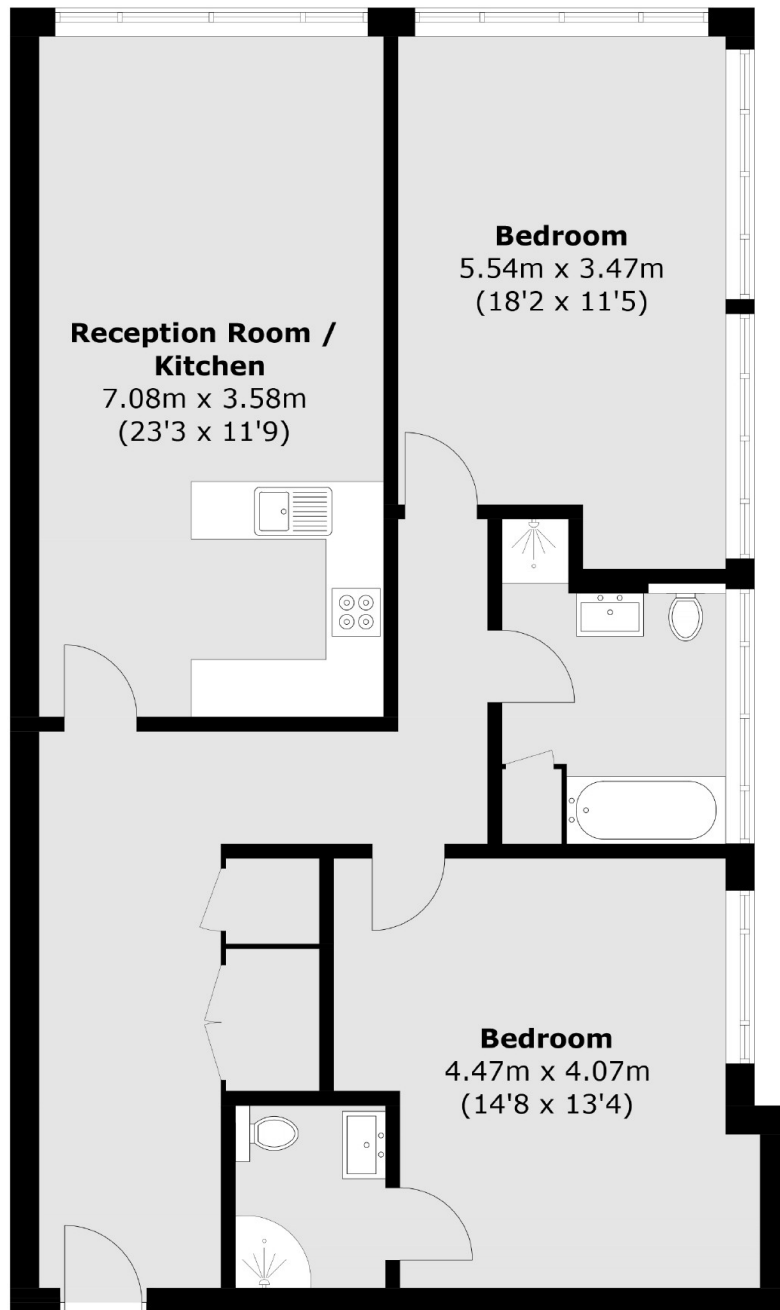 Bedroom
5.54m x 3.47m
(18'2 x 11'5)
Reception Room /
Kitchen
7.08m x 3.58m
(23'3 x 11'9)
Bedroom
4.47m x 4.07m
(14'8 x 13'4)